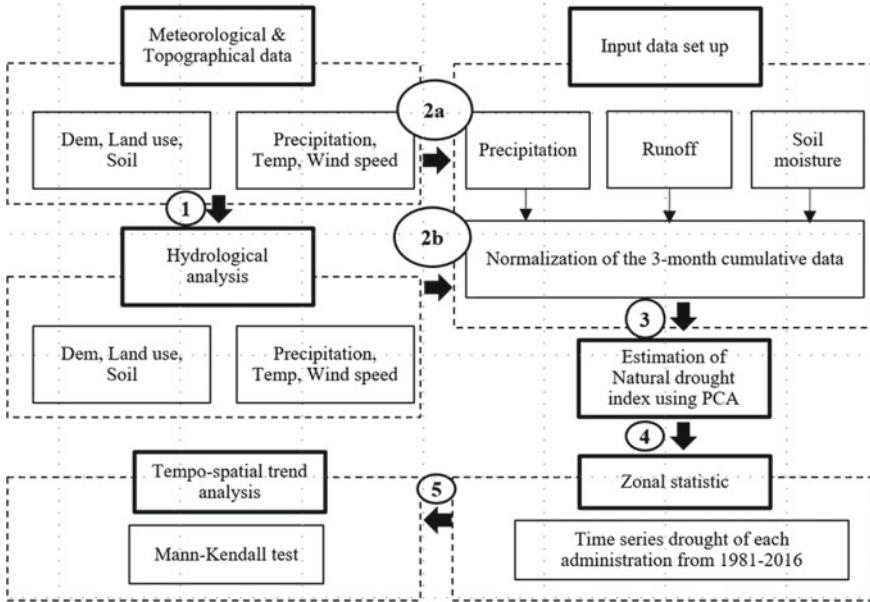 Meteorological &
Topographical data
Dem, Land use,
Soil
Precipitation,
Temp, Wind speed
2a
Input data set up
Precipitation
Runoff
Soil
moisture
1
Hydrological
analysis
Dem, Land use,
Soil
Precipitation,
Temp, Wind speed
2b
Normalization of the 3-month cumulative data
3
Estimation of
Natural drought
index using PCA
4
Zonal statistic
Time series drought of each
administration from 1981-2016
5
Tempo-spatial trend
analysis
Mann-Kendall test